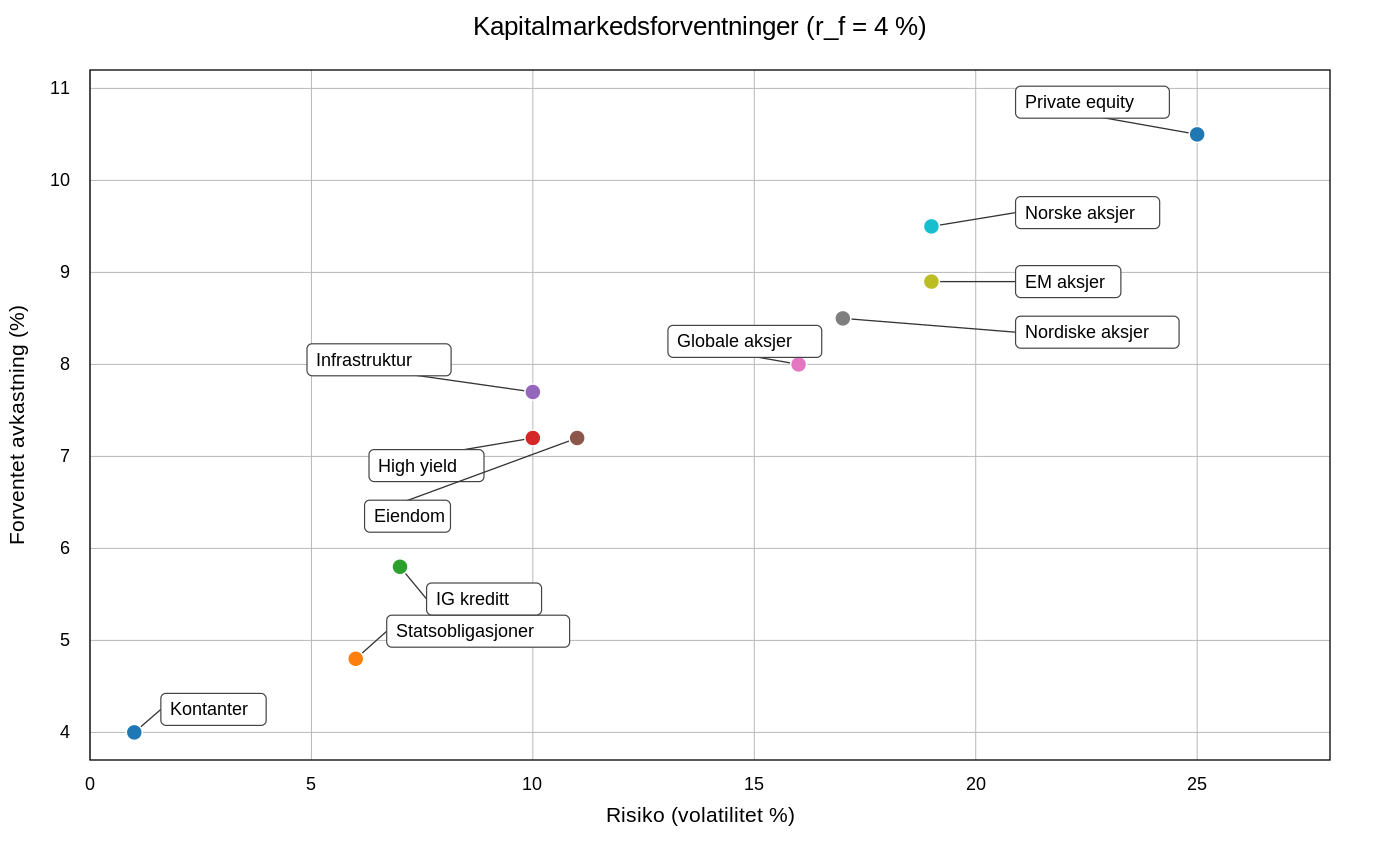 Kapitalmarkedsforventninger (r_f = 4 %)
11
Private equity
10
Norske aksjer
9
EM aksjer
Nordiske aksjer
Globale aksjer
Infrastruktur
8
High yield
7
Eiendom
6
IG kreditt
Statsobligasjoner
5
Kontanter
4
Forventet avkastning (%)
0 5 10 15 20 25
Risiko (volatilitet %)